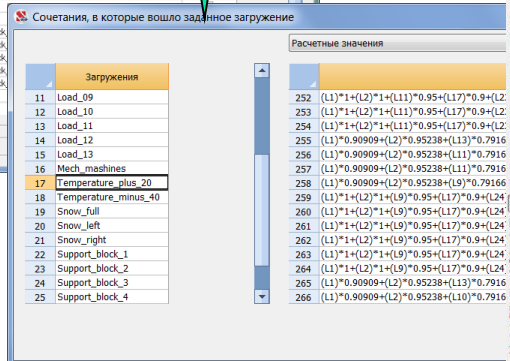 Сочетания, в которые вошло заданное загружение
Расчетные значения
Загружения
11 Load_09
12 Load_10
13 Load_11
14 Load_12
15 Load_13
16 Mech_mashines
17 Temperature_plus_20
18 Temperature_minus_40
19 Snow_full
20 Snow_left
21 Snow_right
22 Support_block_1
23 Support_block_2
24 Support_block_3
25 Support_block_4
252 (L1)*1+(L2)*1+(L11)*0.95+(L17)*0.9+(L2
253 (L1)*1+(L2)*1+(L11)*0.95+(L17)*0.9+(L2
254 (L1)*1+(L2)*1+(L11)*0.95+(L17)*0.9+(L2
255 (L1)*0.90909+(L2)*0.95238+(L13)*0.7916
256 (L1)*0.90909+(L2)*0.95238+(L11)*0.7916
257 (L1)*0.90909+(L2)*0.95238+(L11)*0.7916
258 (L1)*0.90909+(L2)*0.95238+(L9)*0.79166
259 (L1)*1+(L2)*1+(L9)*0.95+(L17)*0.9+(L24)
260 (L1)*1+(L2)*1+(L9)*0.95+(L17)*0.9+(L24)
261 (L1)*1+(L2)*1+(L9)*0.95+(L17)*0.9+(L24)
262 (L1)*1+(L2)*1+(L9)*0.95+(L17)*0.9+(L24)
263 (L1)*1+(L2)*1+(L9)*0.95+(L17)*0.9+(L24)
264 (L1)*1+(L2)*1+(L9)*0.95+(L17)*0.9+(L24)
265 (L1)*0.90909+(L2)*0.95238+(L13)*0.7916
266 (L1)*0.90909+(L2)*0.95238+(L10)*0.7916